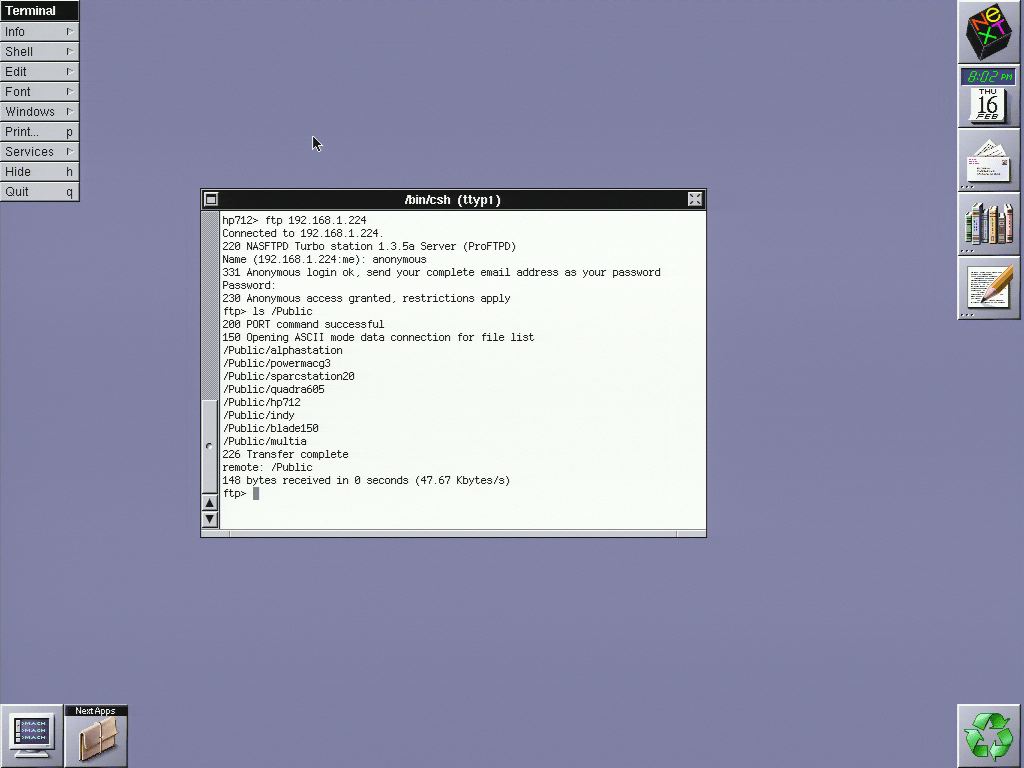 Terminal
Info
Shell
Edit
Font
Windows
Print... p
Services
Hide h
Quit q
NeXT
8:02 PM
THU
16
FEB
/bin/csh (ttyp1)
hp712> ftp 192.168.1.224
Connected to 192.168.1.224.
220 NASFTPD Turbo station 1.3.5a Server (ProFTPD)
Name (192.168.1.224:me): anonymous
331 Anonymous login ok, send your complete email address as your password
Password:
230 Anonymous access granted, restrictions apply
ftp> ls /Public
200 PORT command successful
150 Opening ASCII mode data connection for file list
/Public/alphastation
/Public/powermacg3
/Public/sparcstation20
/Public/quadra605
/Public/hp712
/Public/indy
/Public/blade150
/Public/multia
226 Transfer complete
remote: /Public
148 bytes received in 0 seconds (47.67 Kbytes/s)
ftp>
MACH
MACH
MACH
NextApps